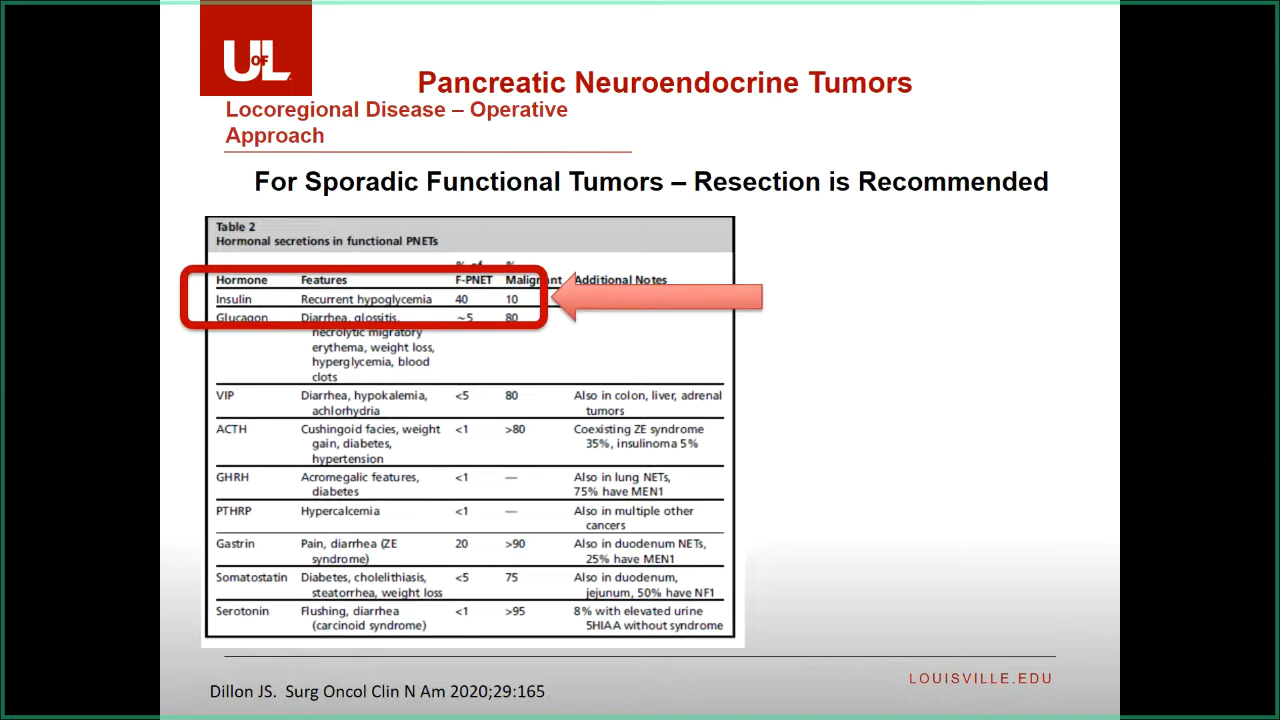 U OF L
Pancreatic Neuroendocrine Tumors
Locoregional Disease – Operative
Approach
For Sporadic Functional Tumors – Resection is Recommended
Table 2
Hormonal secretions in functional PNETs
% of %
Hormone Features F-PNET Malignant Additional Notes
Insulin Recurrent hypoglycemia 40 10
Glucagon Diarrhea, glossitis, ~5 80
necrolytic migratory
erythema, weight loss,
hyperglycemia, blood
clots
VIP Diarrhea, hypokalemia, <5 80 Also in colon, liver, adrenal
achlorhydria tumors
ACTH Cushingoid facies, weight <1 >80 Coexisting ZE syndrome
gain, diabetes, 35%, insulinoma 5%
hypertension
GHRH Acromegalic features, <1 — Also in lung NETs,
diabetes 75% have MEN1
PTHRP Hypercalcemia <1 — Also in multiple other
cancers
Gastrin Pain, diarrhea (ZE 20 >90 Also in duodenum NETs,
syndrome) 25% have MEN1
Somatostatin Diabetes, cholelithiasis, <5 75 Also in duodenum,
steatorrhea, weight loss jejunum, 50% have NF1
Serotonin Flushing, diarrhea <1 >95 8% with elevated urine
(carcinoid syndrome) 5HIAA without syndrome
LOUISVILLE.EDU
Dillon JS. Surg Oncol Clin N Am 2020;29:165